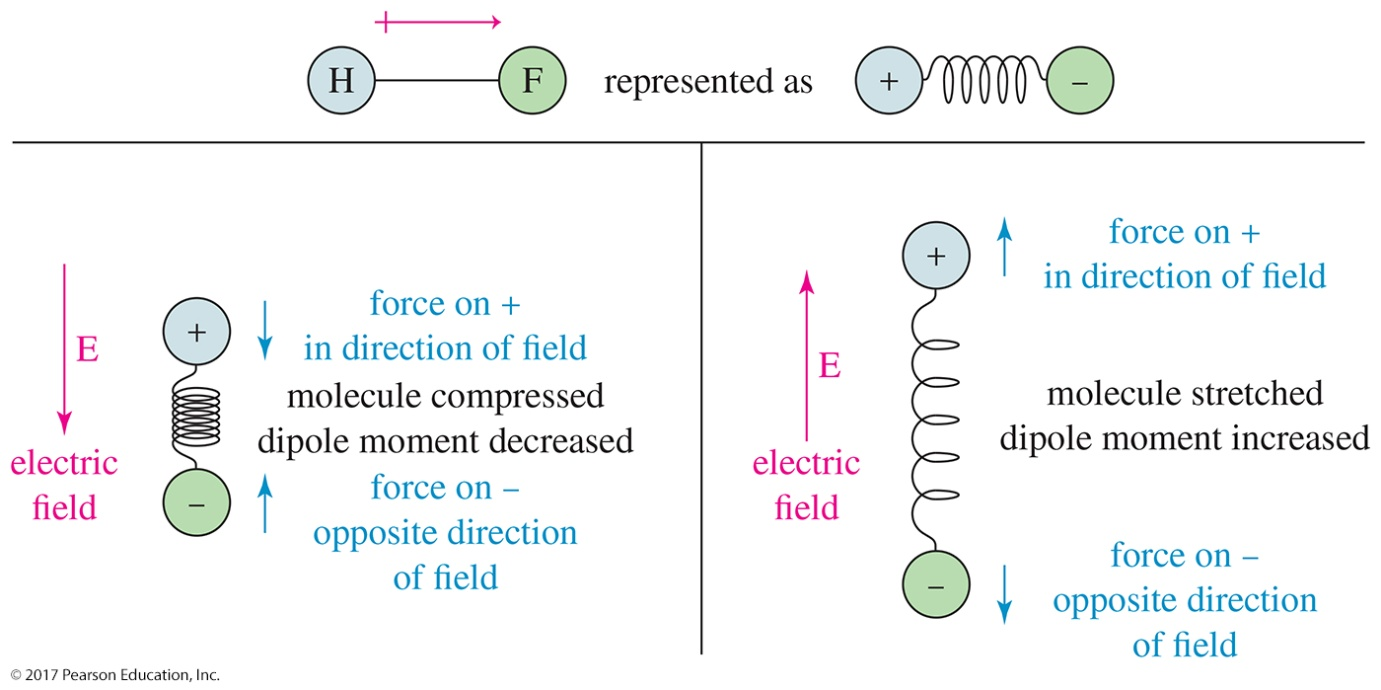 H
F
represented as
+
–
E
electric
field
+
–
force on +
in direction of field
molecule compressed
dipole moment decreased
force on –
opposite direction
of field
E
electric
field
+
–
force on +
in direction of field
molecule stretched
dipole moment increased
force on –
opposite direction
of field
© 2017 Pearson Education, Inc.